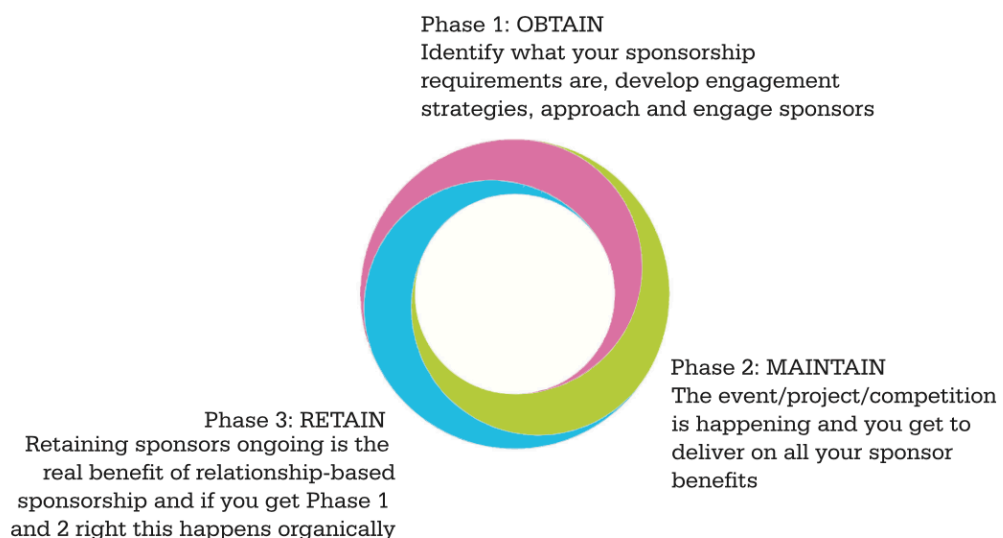 Phase 1: OBTAIN
Identify what your sponsorship
requirements are, develop engagement
strategies, approach and engage sponsors
Phase 2: MAINTAIN
The event/project/competition
is happening and you get to
deliver on all your sponsor
benefits
Phase 3: RETAIN
Retaining sponsors ongoing is the
real benefit of relationship-based
sponsorship and if you get Phase 1
and 2 right this happens organically